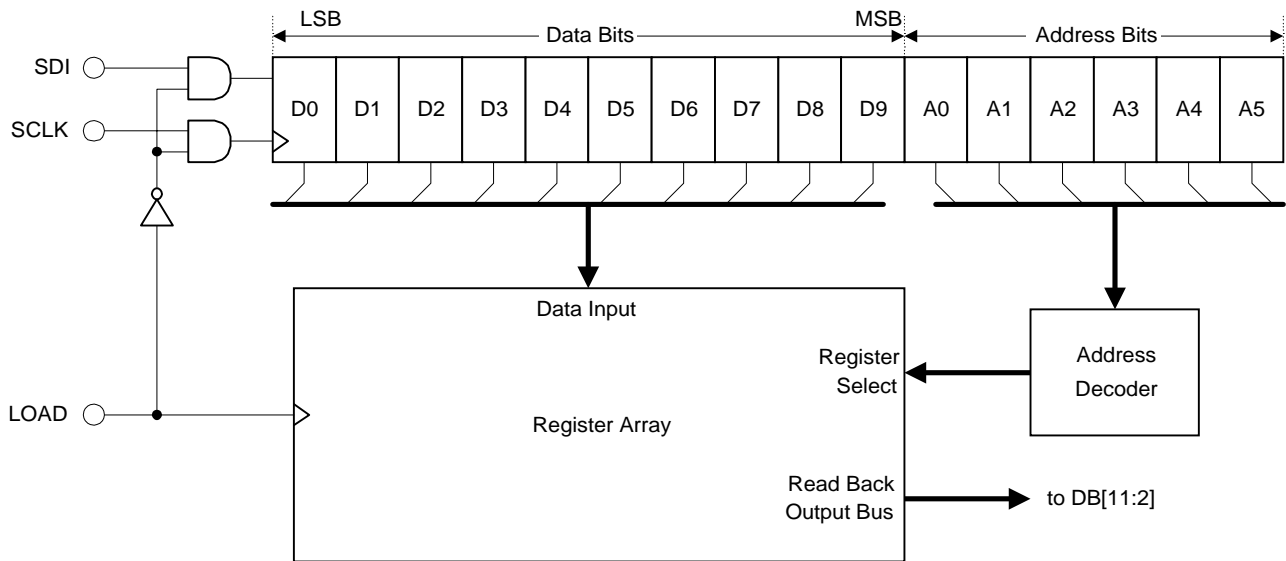 LSB
MSB
Data Bits
Address Bits
SDI
D0 D1 D2 D3 D4 D5 D6 D7 D8 D9 A0 A1 A2 A3 A4 A5
SCLK
Data Input
Register
Select
Address
Decoder
LOAD
Register Array
Read Back
Output Bus
to DB[11:2]